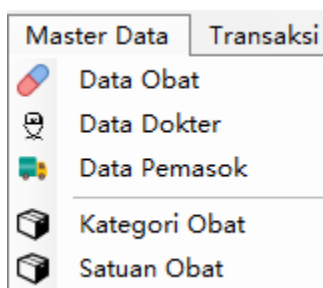 Master Data Transaksi
Data Obat
Data Dokter
Data Pemasok
Kategori Obat
Satuan Obat